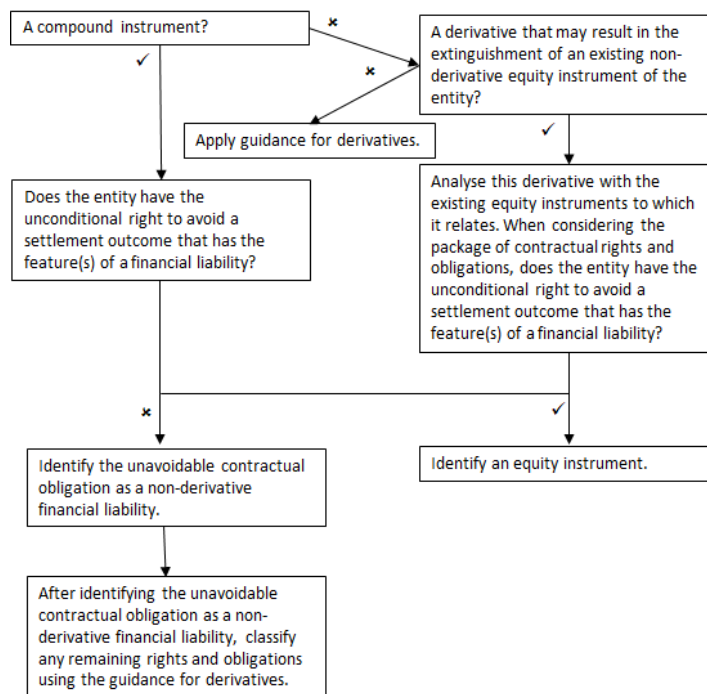 A compound instrument?
✘
A derivative that may result in the
extinguishment of an existing non-
derivative equity instrument of the
entity?
✓
✘
Apply guidance for derivatives.
✓
Does the entity have the
unconditional right to avoid a
settlement outcome that has the
feature(s) of a financial liability?
Analyse this derivative with the
existing equity instruments to which
it relates. When considering the
package of contractual rights and
obligations, does the entity have the
unconditional right to avoid a
settlement outcome that has the
feature(s) of a financial liability?
✘
✓
Identify the unavoidable contractual
obligation as a non-derivative
financial liability.
Identify an equity instrument.
After identifying the unavoidable
contractual obligation as a non-
derivative financial liability, classify
any remaining rights and obligations
using the guidance for derivatives.